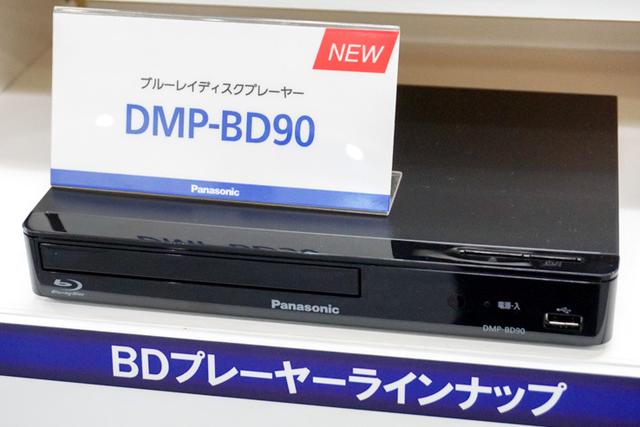 NEW
ブルーレイディスクプレーヤー
DMP-BD90
Panasonic
Blu-ray Disc
Panasonic
電源・入
DMP-BD90
BDプレーヤーラインナップ